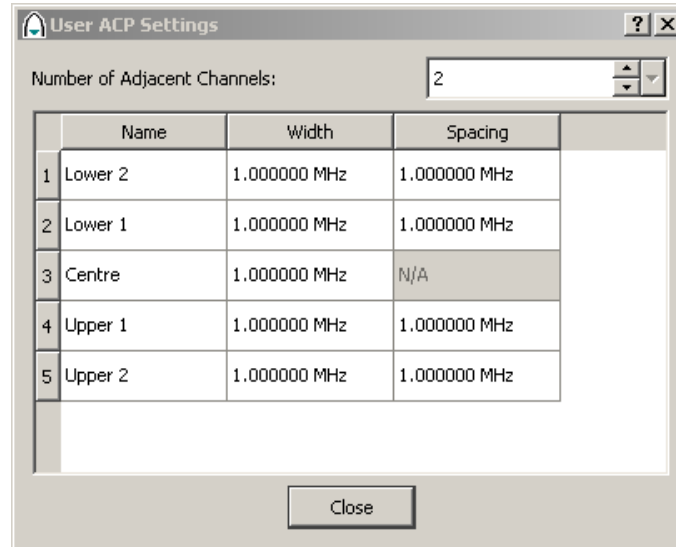 User ACP Settings ? X
Number of Adjacent Channels: 2
Name Width Spacing
1 Lower 2 1.000000 MHz 1.000000 MHz
2 Lower 1 1.000000 MHz 1.000000 MHz
3 Centre 1.000000 MHz N/A
4 Upper 1 1.000000 MHz 1.000000 MHz
5 Upper 2 1.000000 MHz 1.000000 MHz
Close